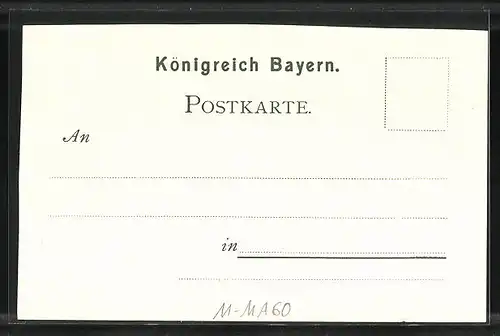 Königreich Bayern.
POSTKARTE.
An
in
M-MA60